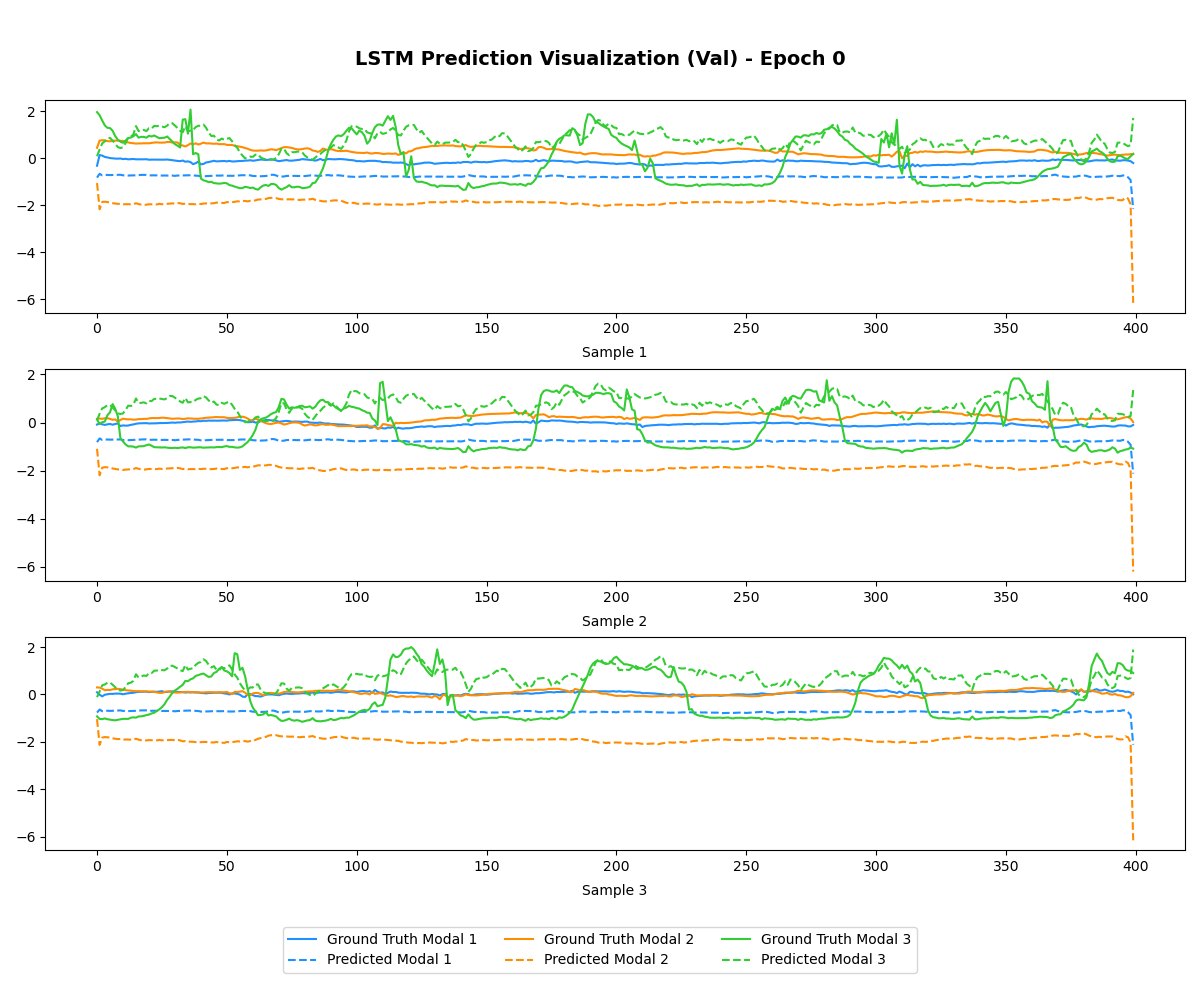 LSTM Prediction Visualization (Val) - Epoch 0
2
0
−2
−4
−6
0 50 100 150 200 250 300 350 400
Sample 1
2
0
−2
−4
−6
0 50 100 150 200 250 300 350 400
Sample 2
2
0
−2
−4
−6
0 50 100 150 200 250 300 350 400
Sample 3
Ground Truth Modal 1 Ground Truth Modal 2 Ground Truth Modal 3
Predicted Modal 1 Predicted Modal 2 Predicted Modal 3